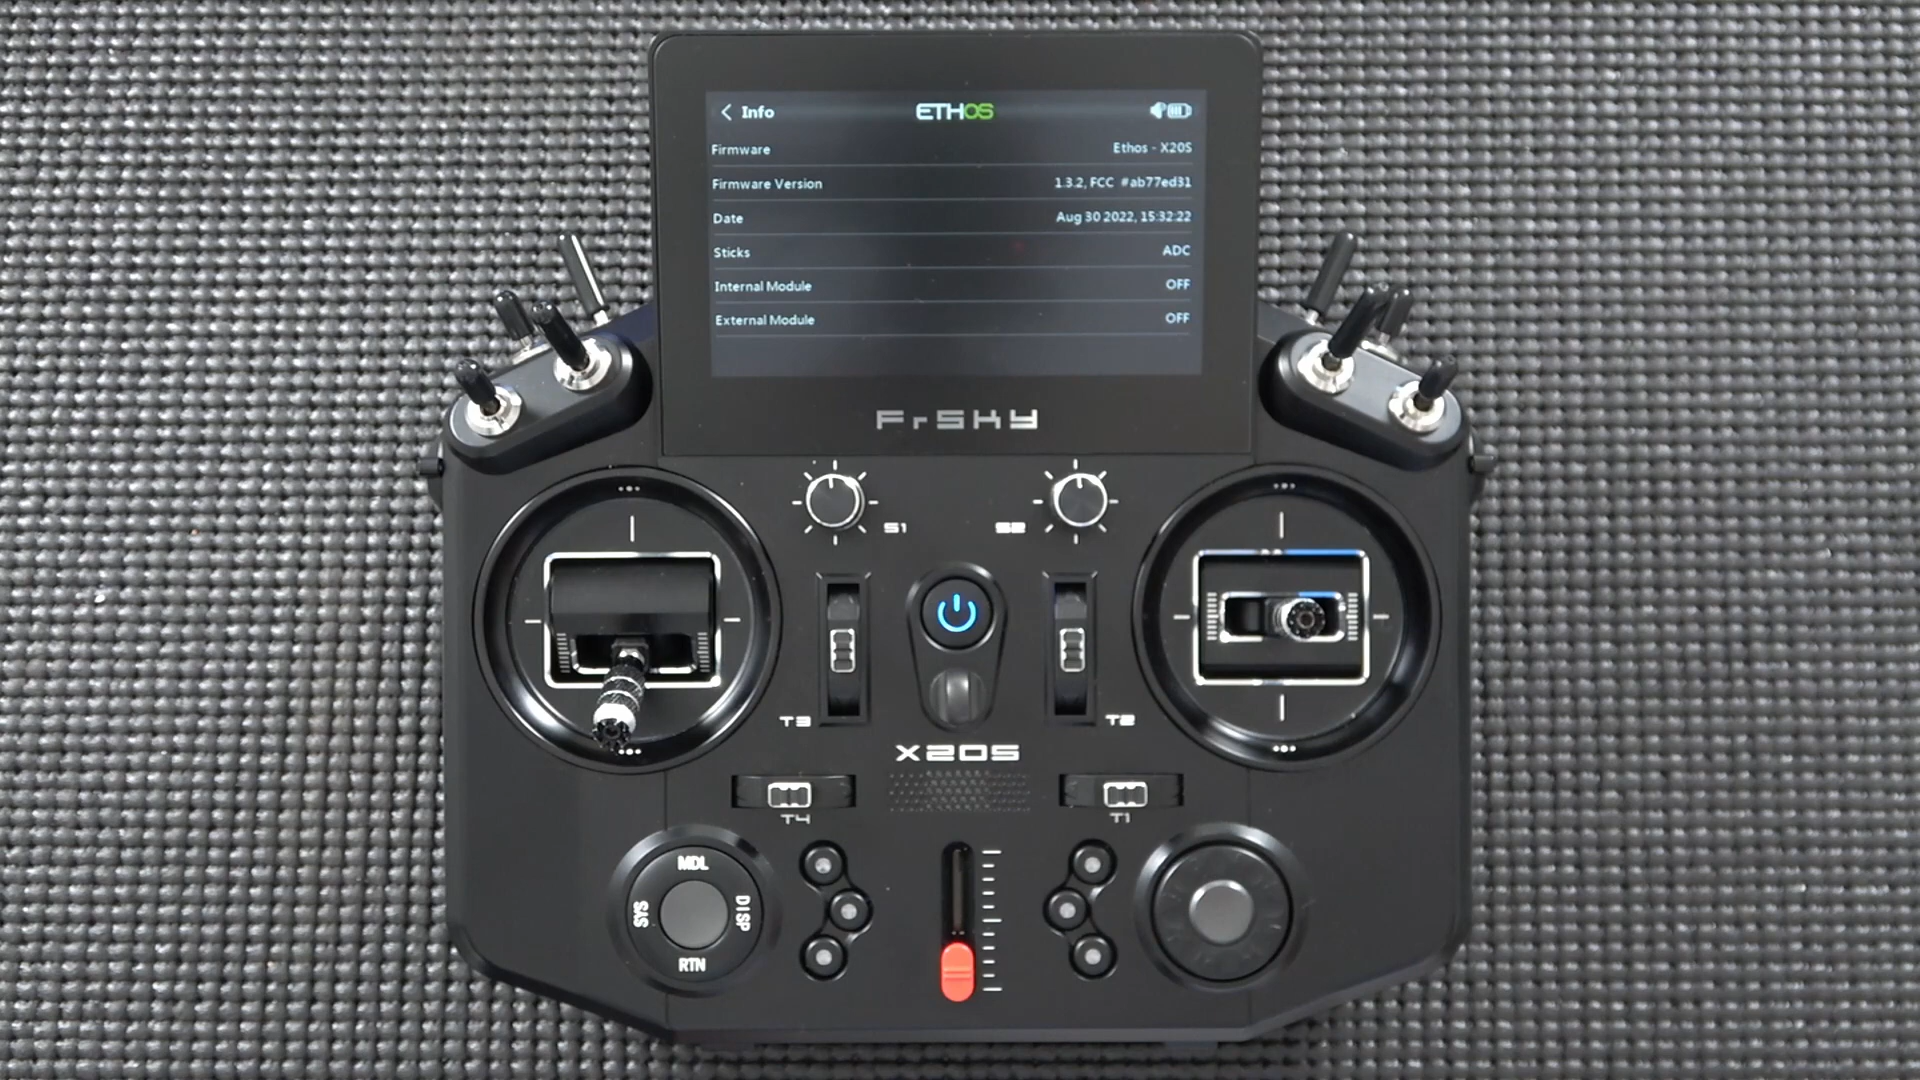 Info
ETHOS
Firmware Ethos - X20S
Firmware Version 1.3.2, FCC #ab77ed31
Date Aug 30 2022, 15:32:22
Sticks ADC
Internal Module OFF
External Module OFF
FrSKY
S1 S2
T3 T2
X20S
T4 T1
MDL
SYS DISP
RTN